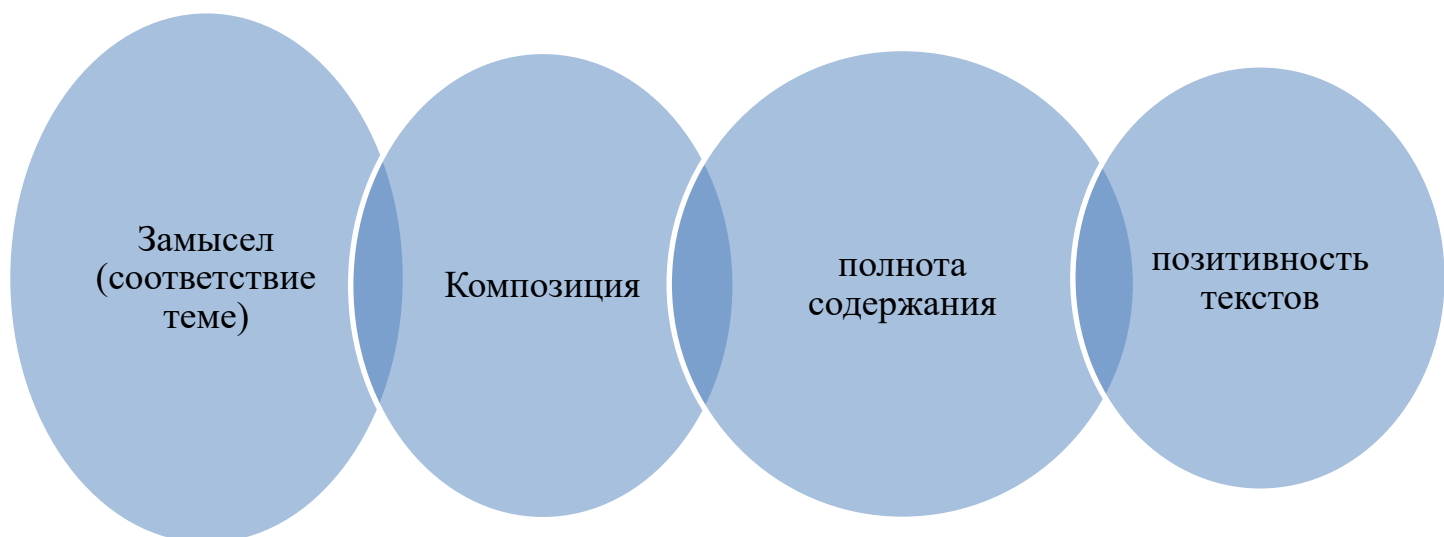 Замысел
(соответствие
теме)
Композиция
полнота
содержания
позитивность
текстов